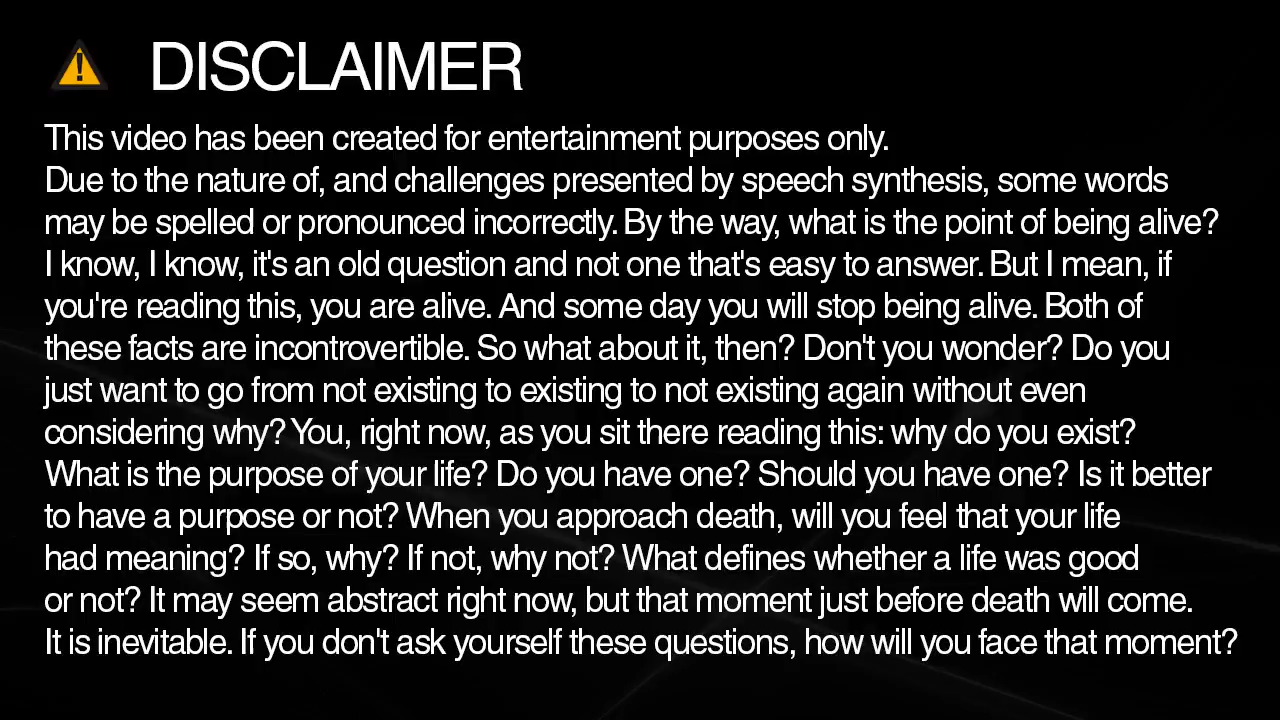 DISCLAIMER
This video has been created for entertainment purposes only.
Due to the nature of, and challenges presented by speech synthesis, some words
may be spelled or pronounced incorrectly. By the way, what is the point of being alive?
I know, I know, it's an old question and not one that's easy to answer. But I mean, if
you're reading this, you are alive. And some day you will stop being alive. Both of
these facts are incontrovertible. So what about it, then? Don't you wonder? Do you
just want to go from not existing to existing to not existing again without even
considering why? You, right now, as you sit there reading this: why do you exist?
What is the purpose of your life? Do you have one? Should you have one? Is it better
to have a purpose or not? When you approach death, will you feel that your life
had meaning? If so, why? If not, why not? What defines whether a life was good
or not? It may seem abstract right now, but that moment just before death will come.
It is inevitable. If you don't ask yourself these questions, how will you face that moment?